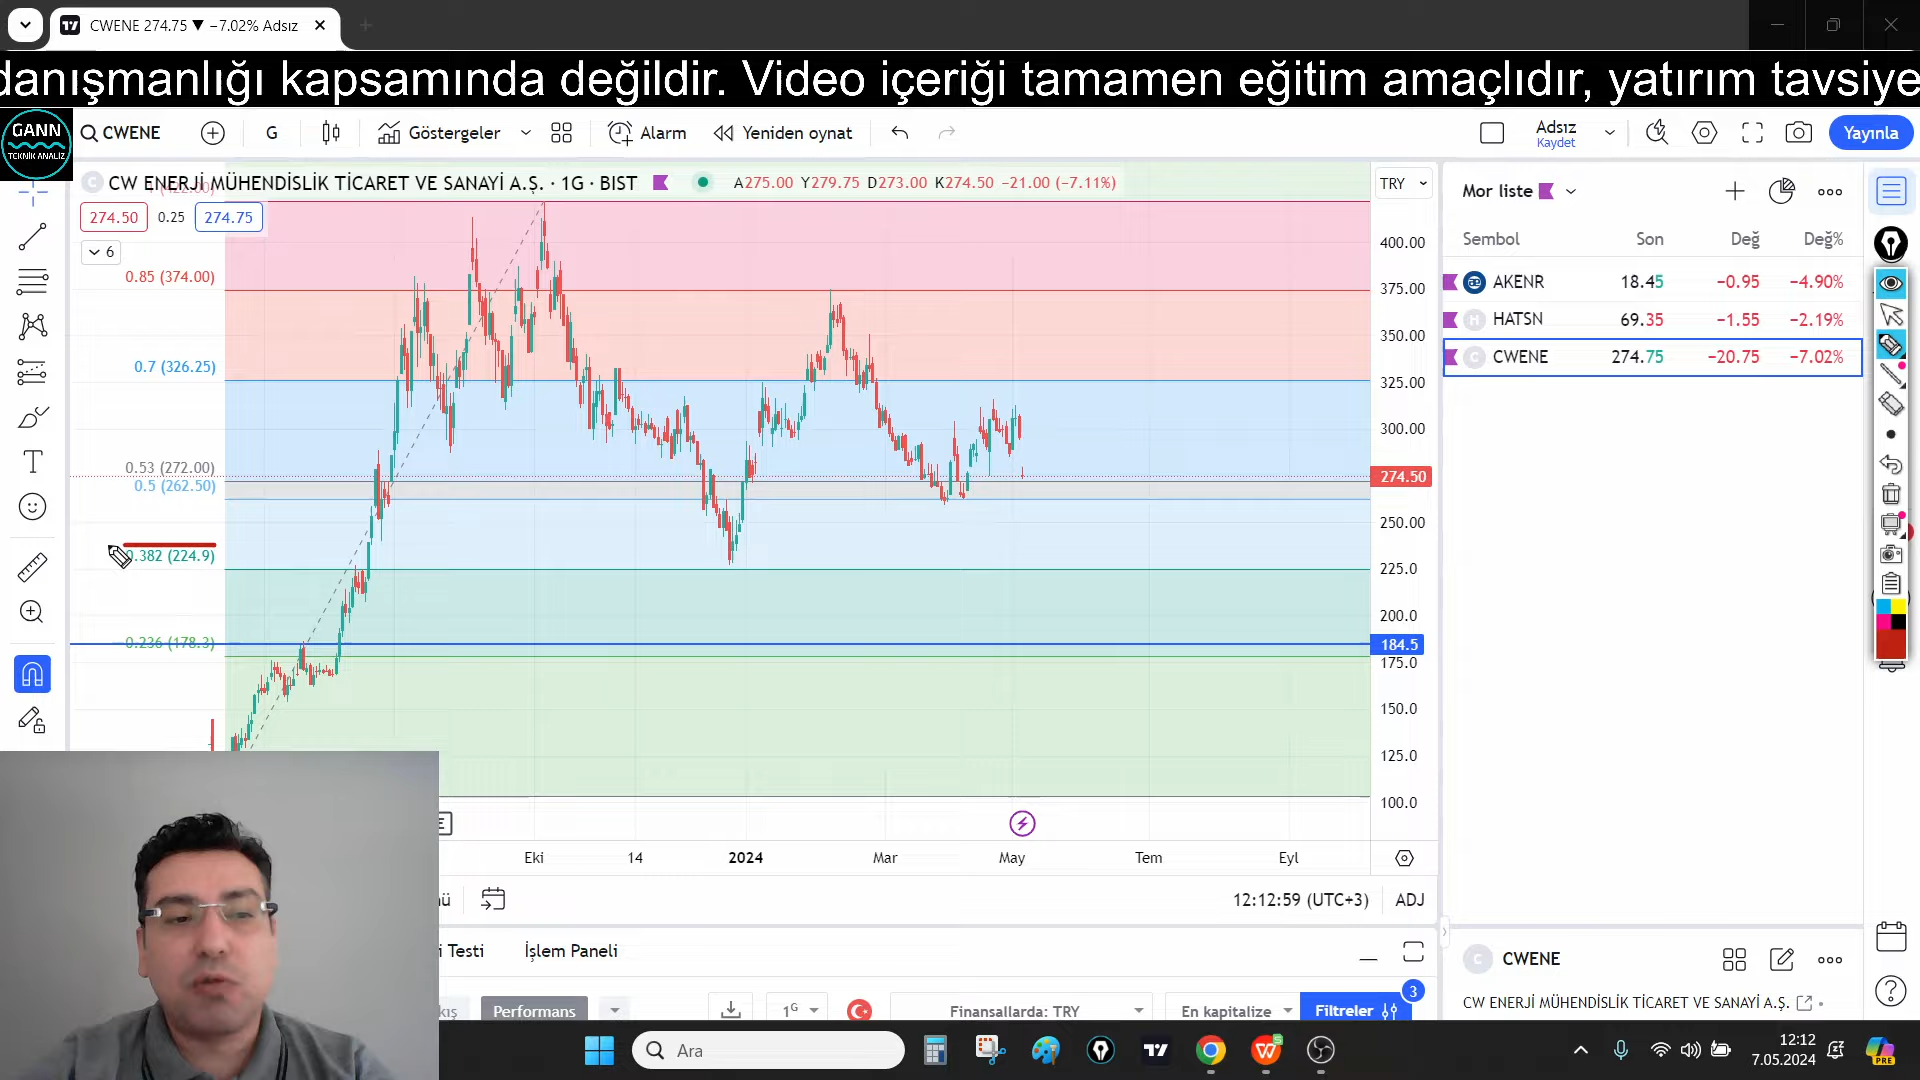 CWENE 274.75 ▼ −7.02% Adsız
danışmanlığı kapsamında değildir. Video içeriği tamamen eğitim amaçlıdır, yatırım tavsiye
GANN
TEKNİK ANALİZ
CWENE
G
Göstergeler
Alarm
Yeniden oynat
Adsız
Kaydet
Yayınla
CW ENERJİ MÜHENDİSLİK TİCARET VE SANAYİ A.Ş. · 1G · BIST
A275.00 Y279.75 D273.00 K274.50 −21.00 (−7.11%)
TRY
274.50 0.25 274.75
6
0.85 (374.00)
0.7 (326.25)
0.53 (272.00)
0.5 (262.50)
0.382 (224.9)
0.236 (178.3)
400.00
375.00
350.00
325.00
300.00
274.50
250.00
225.0
200.0
184.5
175.0
150.0
125.0
100.0
E
Eki 14 2024 Mar May Tem Eyl
12:12:59 (UTC+3) ADJ
i Testi İşlem Paneli
Performans
1G
Finansallarda: TRY
En kapitalize
Filtreler
3
Mor liste
Sembol Son Değ Değ%
AKENR 18.45 −0.95 −4.90%
H HATSN 69.35 −1.55 −2.19%
C CWENE 274.75 −20.75 −7.02%
C CWENE
CW ENERJİ MÜHENDİSLİK TİCARET VE SANAYİ A.Ş.
Ara
12:12
7.05.2024
PRE